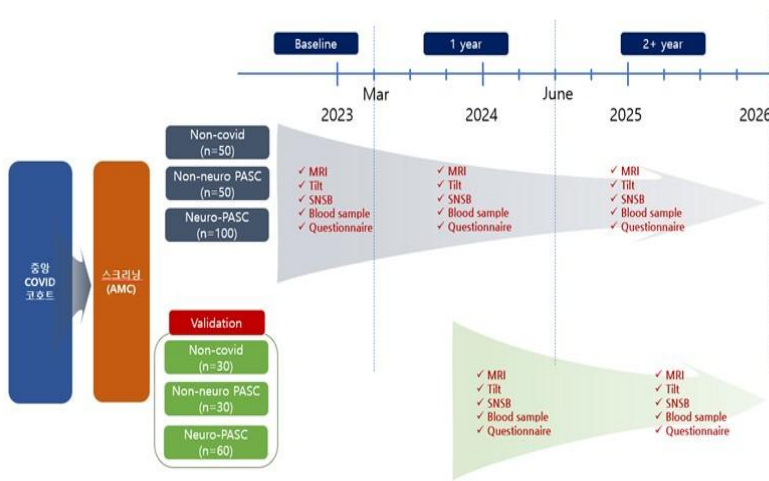 Baseline
1 year
2+ year
Mar
June
2023
2024
2025
2026
Non-covid
(n=50)
Non-neuro PASC
(n=50)
Neuro-PASC
(n=100)
✓ MRI
✓ Tilt
✓ SNSB
✓ Blood sample
✓ Questionnaire
✓ MRI
✓ Tilt
✓ SNSB
✓ Blood sample
✓ Questionnaire
✓ MRI
✓ Tilt
✓ SNSB
✓ Blood sample
✓ Questionnaire
중앙
COVID
코호트
스크리닝
(AMC)
Validation
Non-covid
(n=30)
Non-neuro PASC
(n=30)
Neuro-PASC
(n=60)
✓ MRI
✓ Tilt
✓ SNSB
✓ Blood sample
✓ Questionnaire
✓ MRI
✓ Tilt
✓ SNSB
✓ Blood sample
✓ Questionnaire